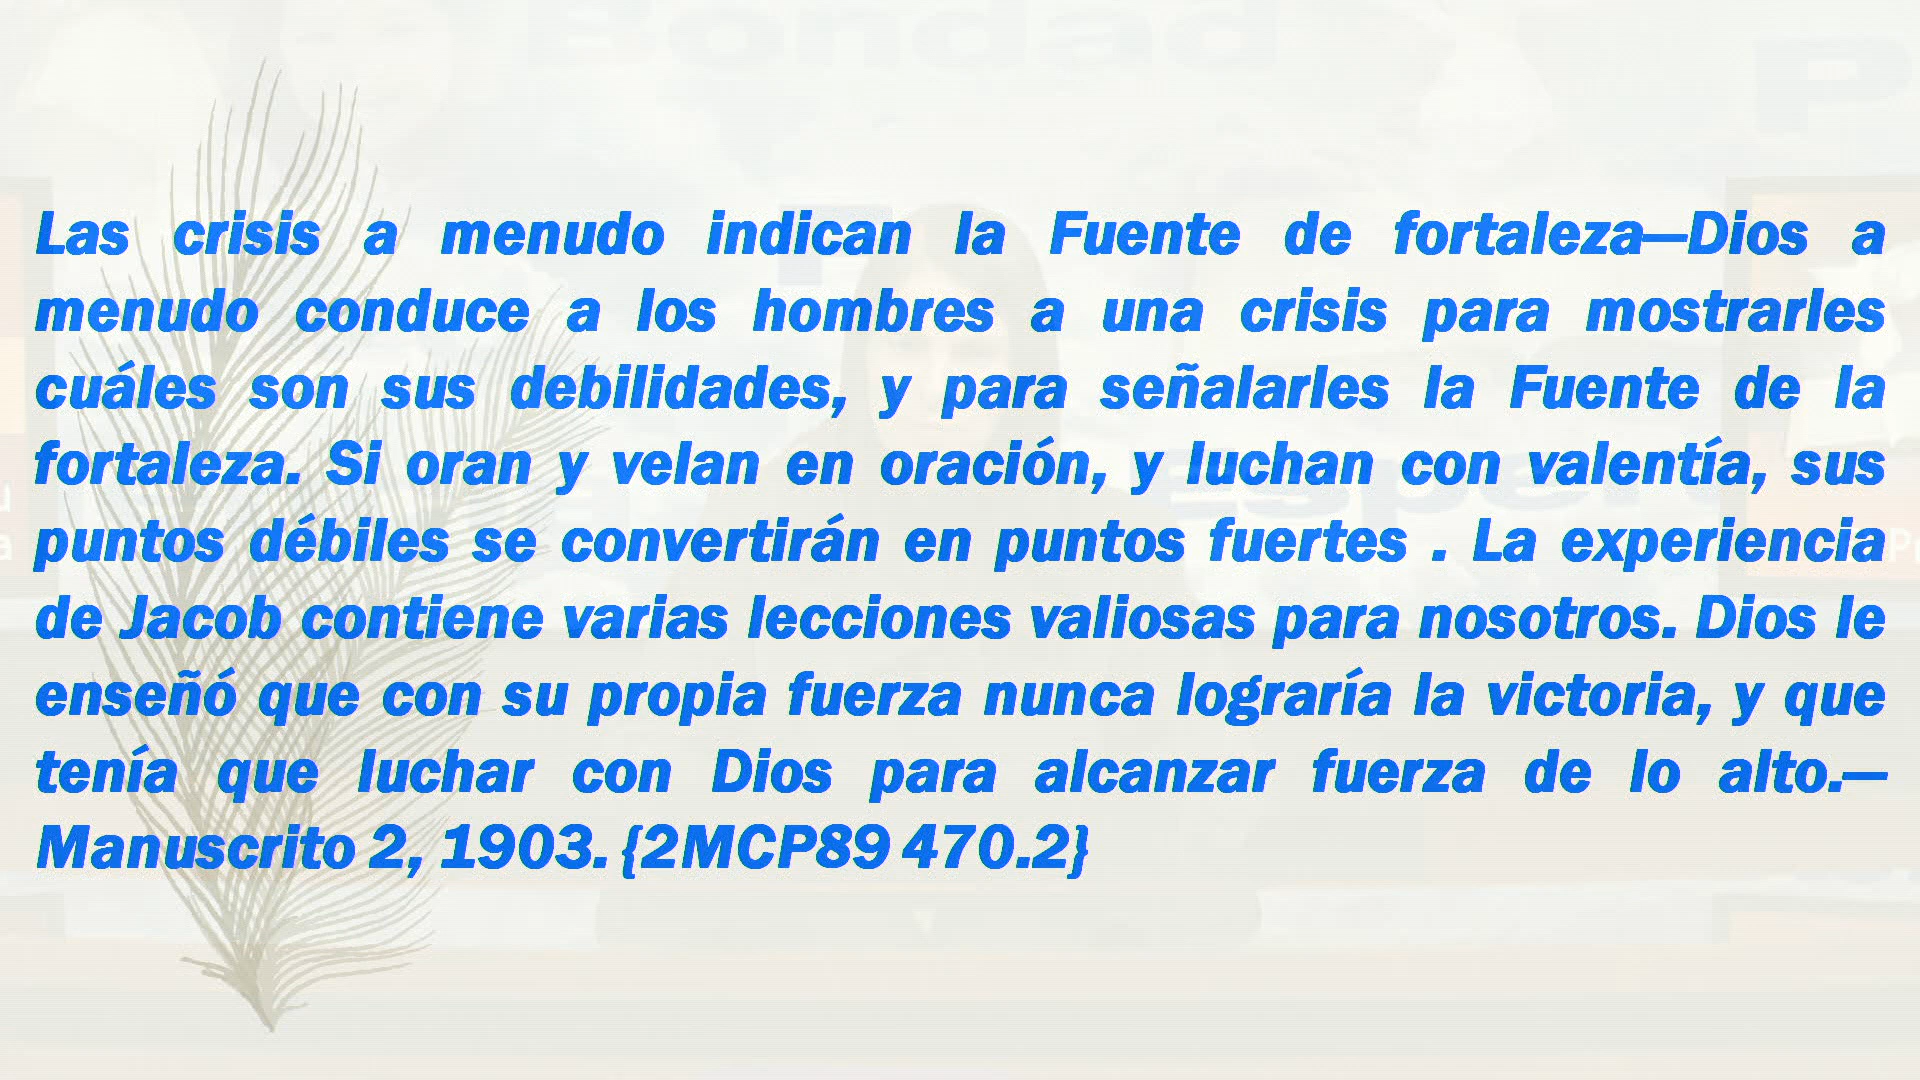 Bondad
P
Las crisis a menudo indican la Fuente de fortaleza—Dios a
menudo conduce a los hombres a una crisis para mostrarles
cuáles son sus debilidades, y para señalarles la Fuente de la
fortaleza. Si oran y velan en oración, y luchan con valentía, sus
puntos débiles se convertirán en puntos fuertes . La experiencia
de Jacob contiene varias lecciones valiosas para nosotros. Dios le
enseñó que con su propia fuerza nunca lograría la victoria, y que
tenía que luchar con Dios para alcanzar fuerza de lo alto.—
Manuscrito 2, 1903. {2MCP89 470.2}